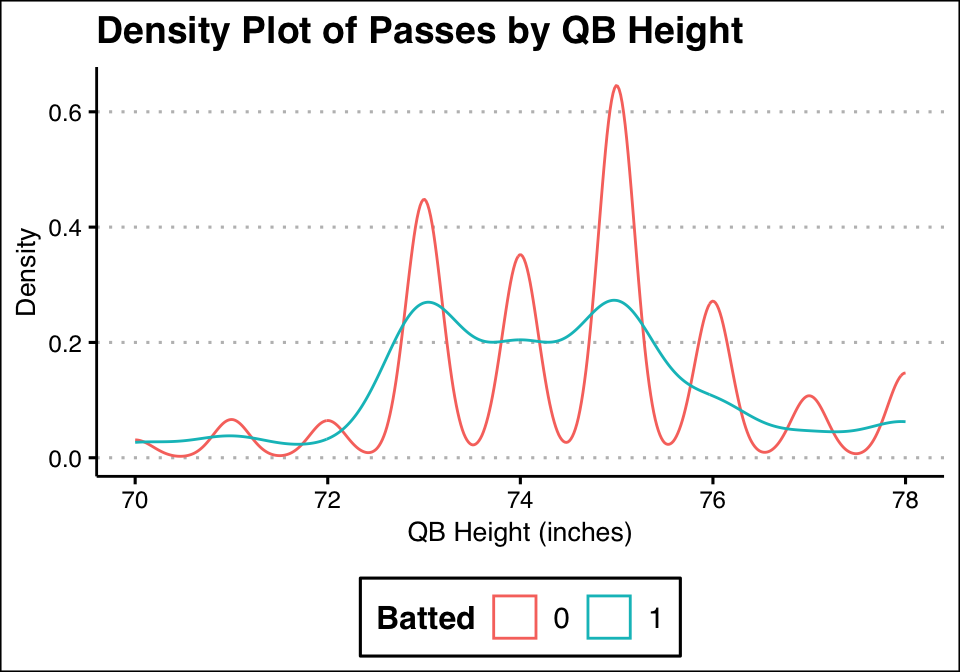 Density Plot of Passes by QB Height
Density
0.6
0.4
0.2
0.0
70 72 74 76 78
QB Height (inches)
Batted 0 1